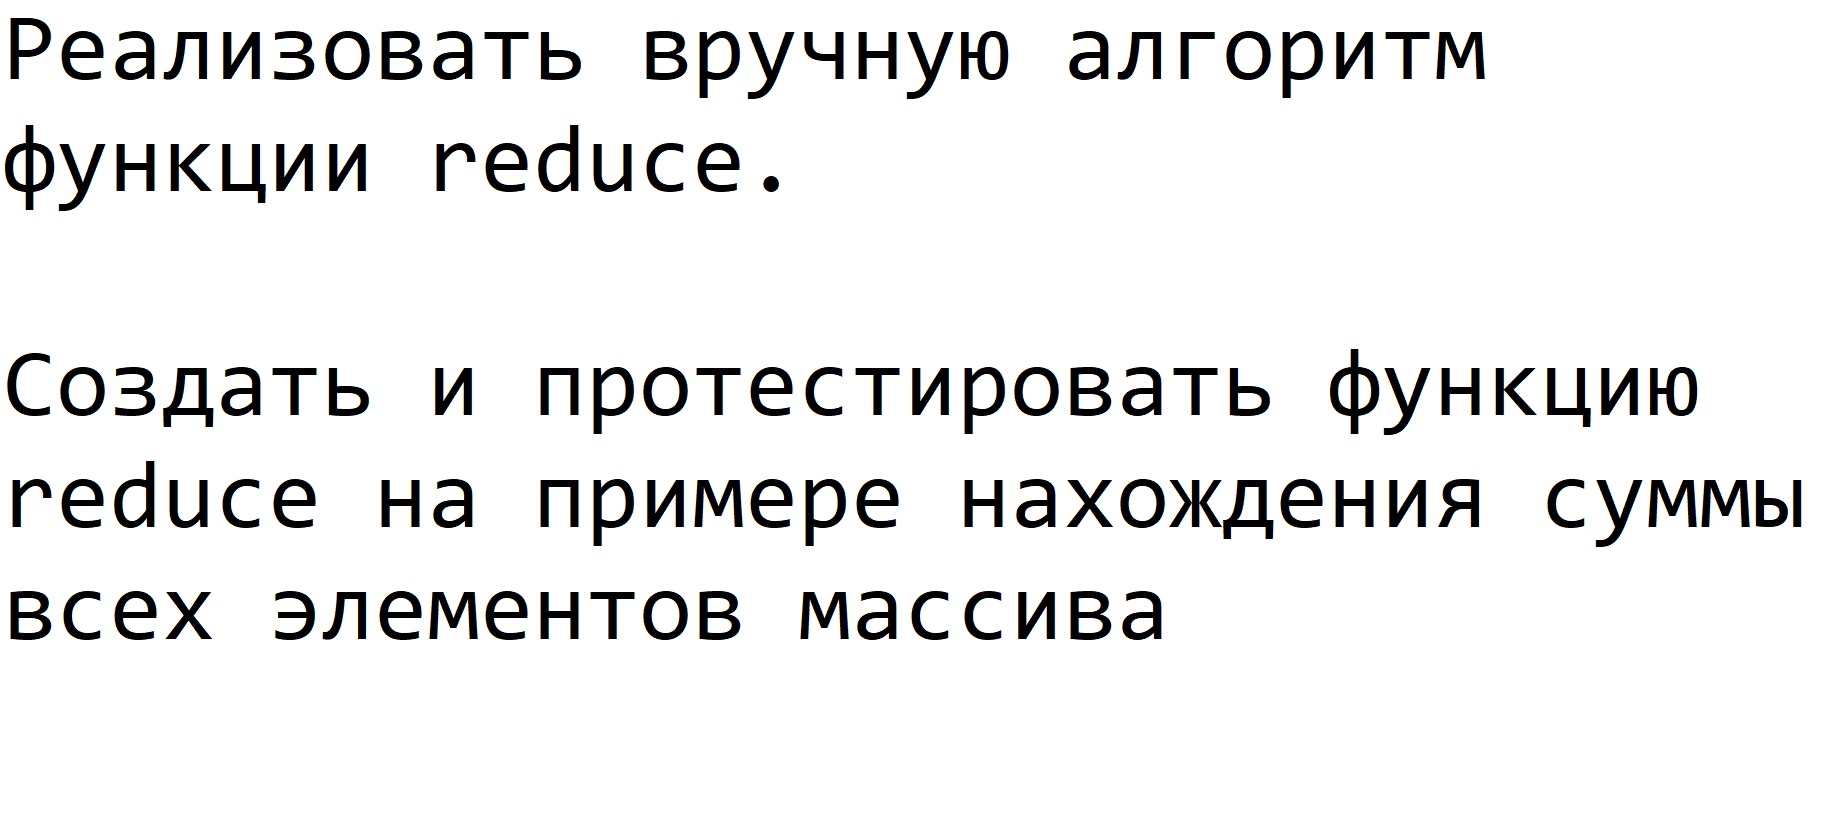 Реализовать вручную алгоритм
функции reduce.
Создать и протестировать функцию
reduce на примере нахождения суммы
всех элементов массива